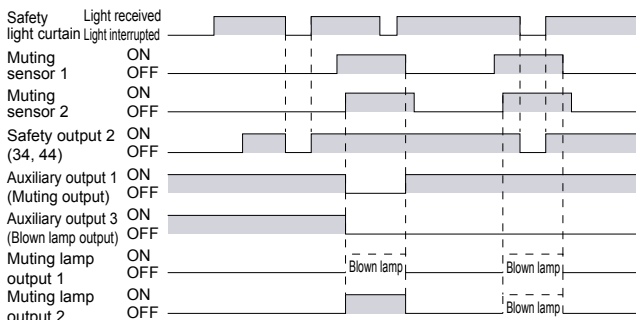 Safety Light received
light curtain Light interrupted
Muting ON
sensor 1 OFF
Muting ON
sensor 2 OFF
Safety output 2 ON
(34, 44) OFF
Auxiliary output 1 ON
(Muting output) OFF
Auxiliary output 3 ON
(Blown lamp output) OFF
Muting lamp ON
output 1 OFF Blown lamp Blown lamp
Muting lamp ON
output 2 OFF Blown lamp